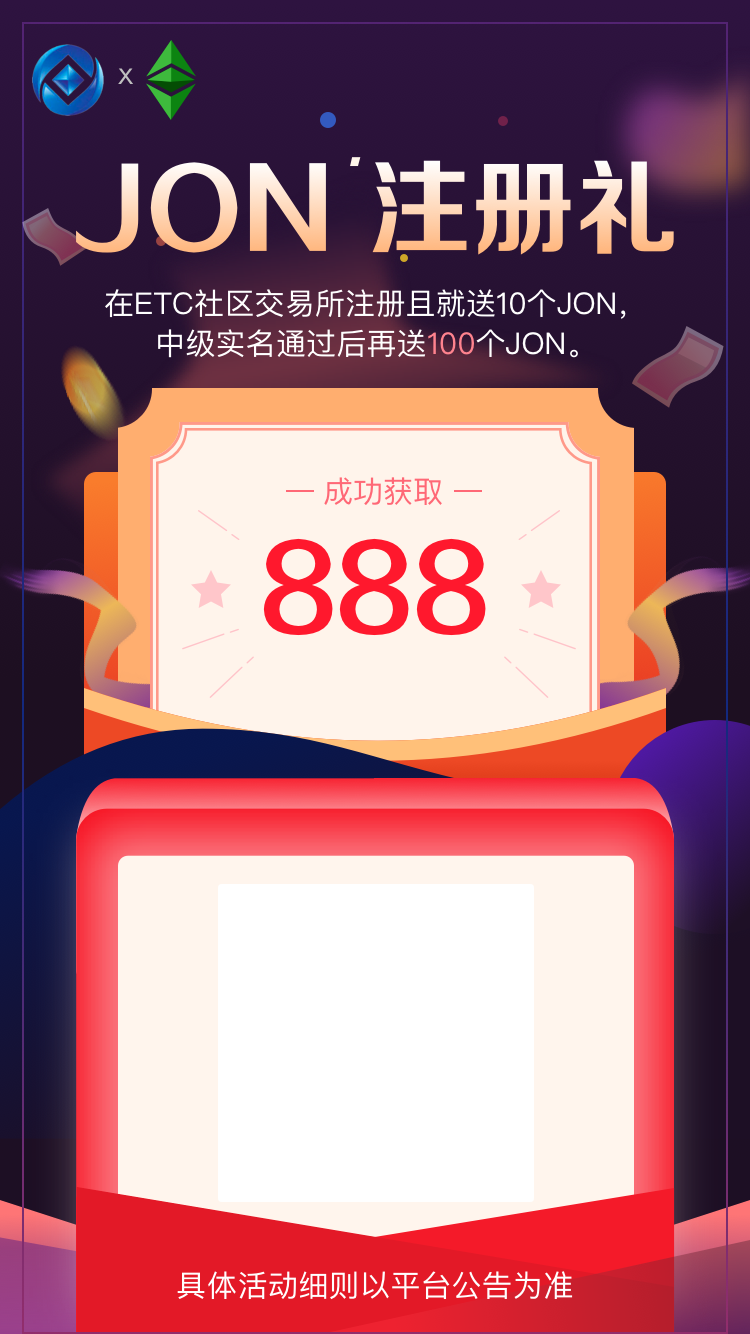 X
JON '注册礼
在ETC社区交易所注册且就送10个JON，
中级实名通过后再送100个JON。
— 成功获取 —
888
具体活动细则以平台公告为准